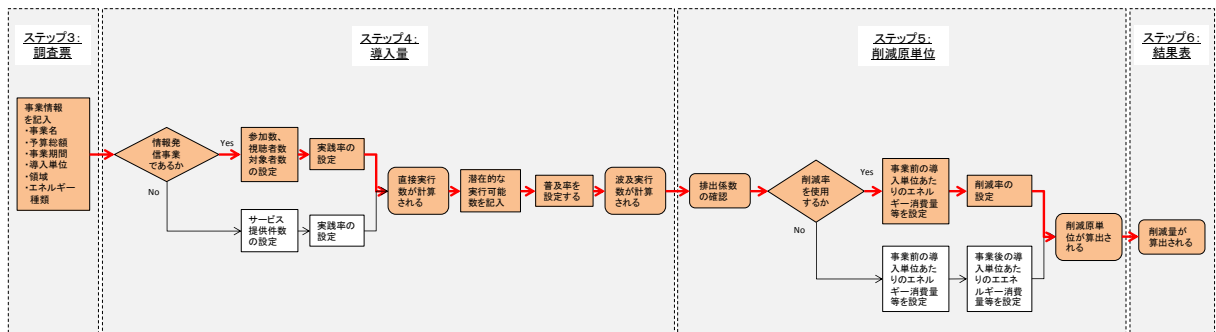 ステップ3:
調査票
事業情報
を記入
・事業名
・予算総額
・事業期間
・導入単位
・領域
・エネルギー
種類
ステップ4:
導入量
情報発
信事業
であるか
Yes
No
参加数、
視聴者数
対象者数
の設定
実践率の
設定
サービス
提供件数
の設定
実践率の
設定
直接実行
数が計算
される
潜在的な
実行可能
数を記入
普及率を
設定する
波及実行
数が計算
される
ステップ5:
削減原単位
排出係数
の確認
削減率
を使用
するか
Yes
No
事業前の導
入単位あた
りのエネル
ギー消費量
等を設定
削減率の
設定
事業前の導
入単位あた
りのエネル
ギー消費量
等を設定
事業後の導
入単位あた
りのエエネ
ルギー消費
量等を設定
削減原単
位が算出さ
れる
ステップ6:
結果表
削減量が
算出される